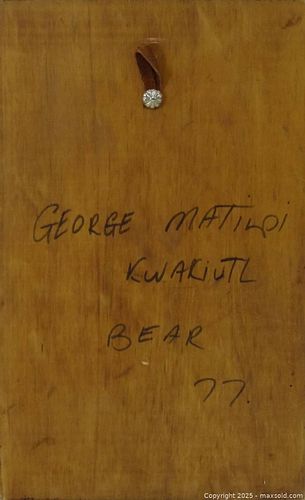 GEORGE MATILPI
KWAKIUTL
BEAR
77.
Copyright 2025 - maxsold.com